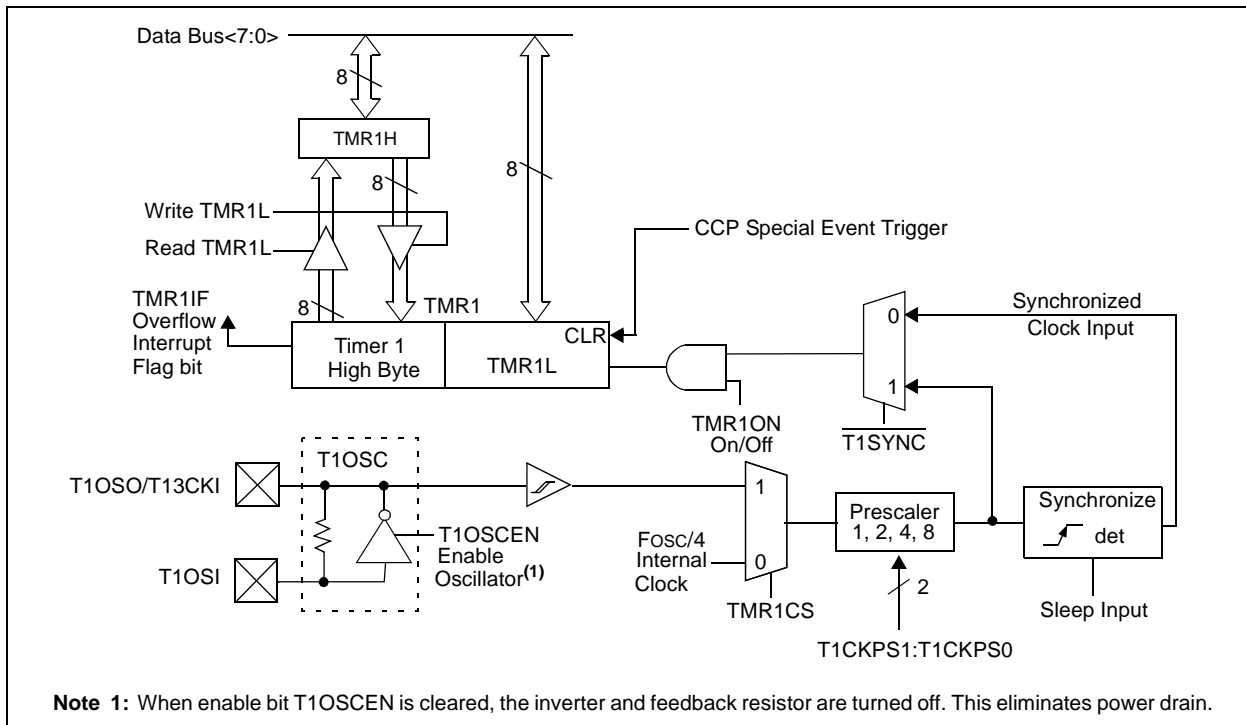 Data Bus<7:0>
8
TMR1H
8
8
Write TMR1L
CCP Special Event Trigger
Read TMR1L
TMR1IF
Overflow
Interrupt
Flag bit
8
TMR1
Synchronized
Clock Input
0
CLR
Timer 1
High Byte
TMR1L
1
TMR1ON
On/Off
T1SYNC
T1OSC
T1OSO/T13CKI
1
Synchronize
Prescaler
1, 2, 4, 8
det
T1OSCEN
Enable
Oscillator(1)
FOSC/4
Internal
Clock
0
T1OSI
2
TMR1CS
Sleep Input
T1CKPS1:T1CKPS0
Note 1: When enable bit T1OSCEN is cleared, the inverter and feedback resistor are turned off. This eliminates power drain.